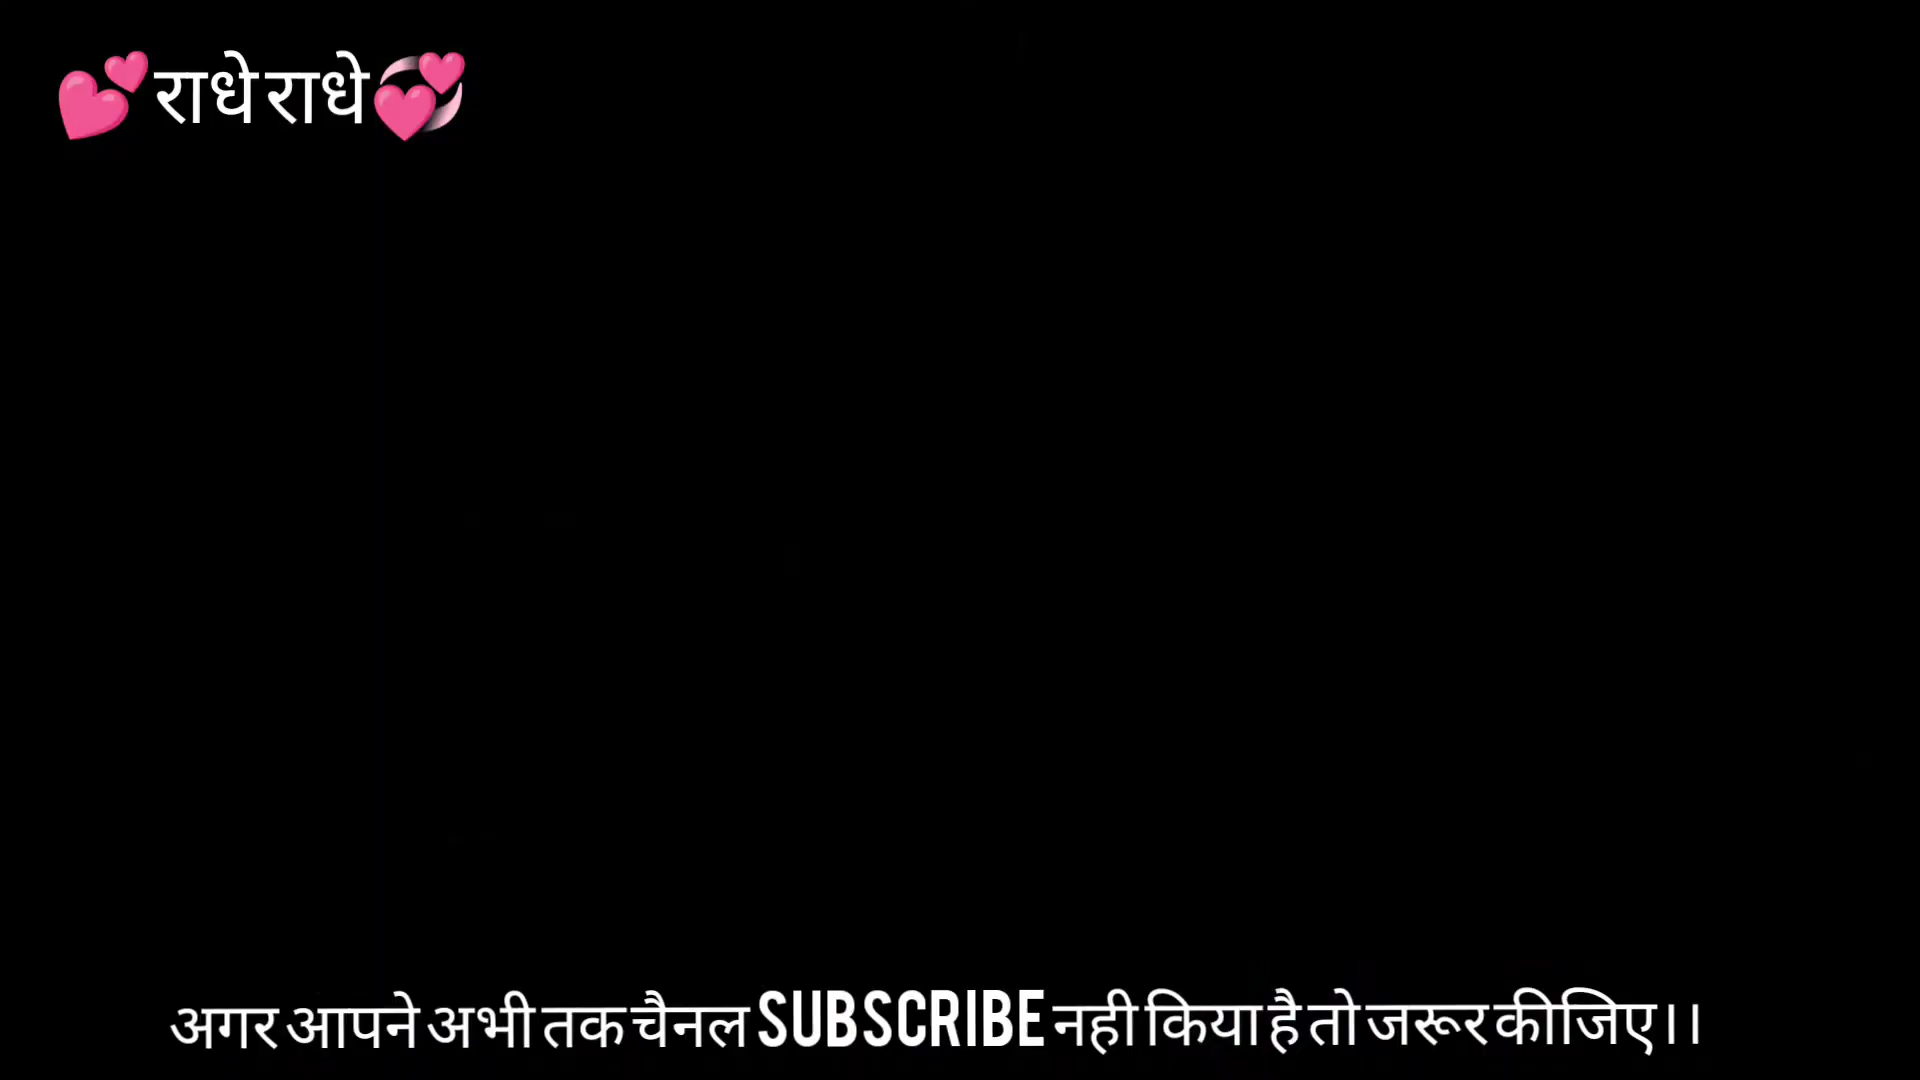 💕राधे राधे💞
अगर आपने अभी तक चैनल SUBSCRIBE नही किया है तो जरूर कीजिए।।